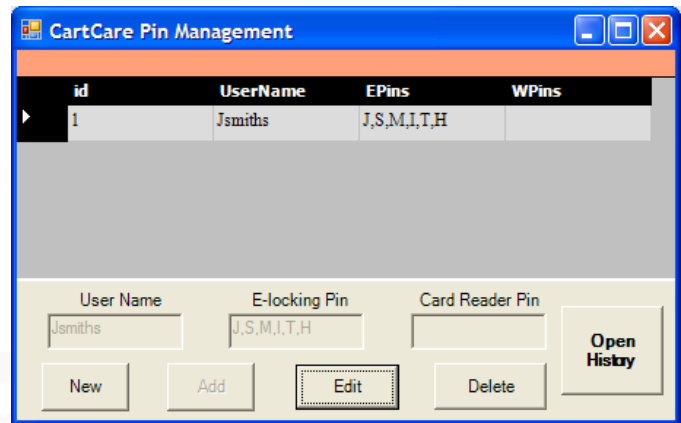 CartCare Pin Management
id UserName EPins WPins
1 Jsmiths J,S,M,I,T,H
User Name E-locking Pin Card Reader Pin
Jsmiths J,S,M,I,T,H
Open
History
New Add Edit Delete